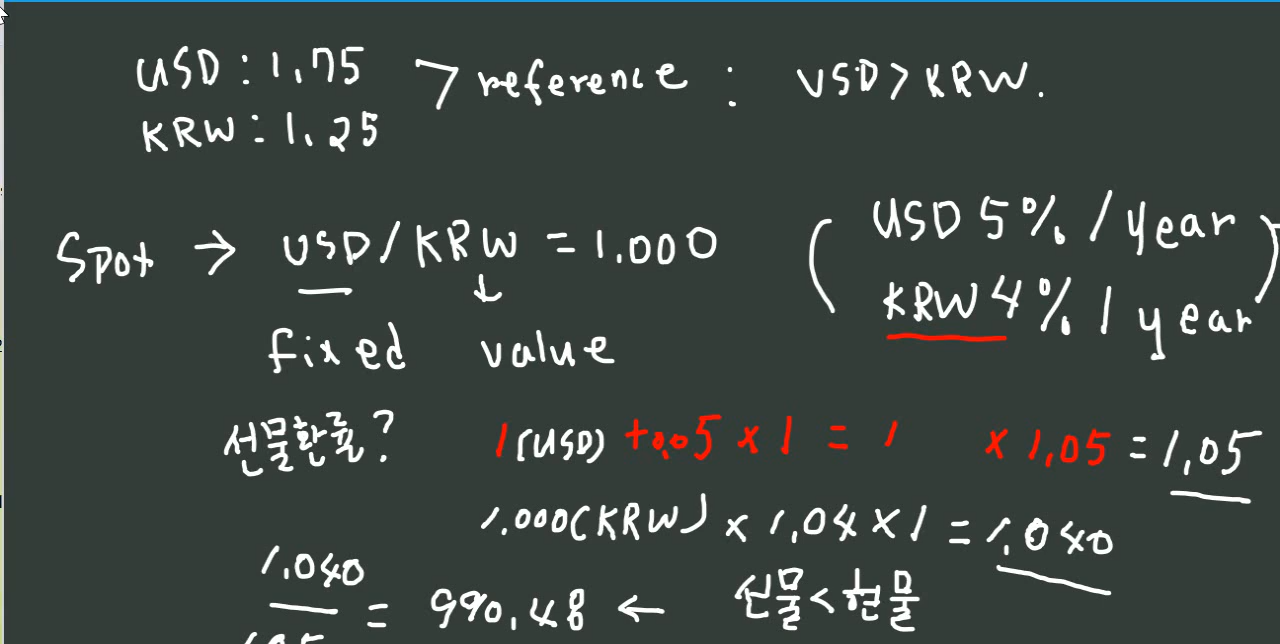 USD : 1.75
KRW : 1.25
> reference : USD > KRW.
Spot → USD / KRW = 1.000
( USD 5% / year
KRW 4% / year )
↓
fixed value
선물환율? 1 (USD) +0.05 × 1 = 1 × 1.05 = 1.05
1.000(KRW) × 1.04 × 1 = 1.040
1.040
= 990.48 ← 선물 < 현물